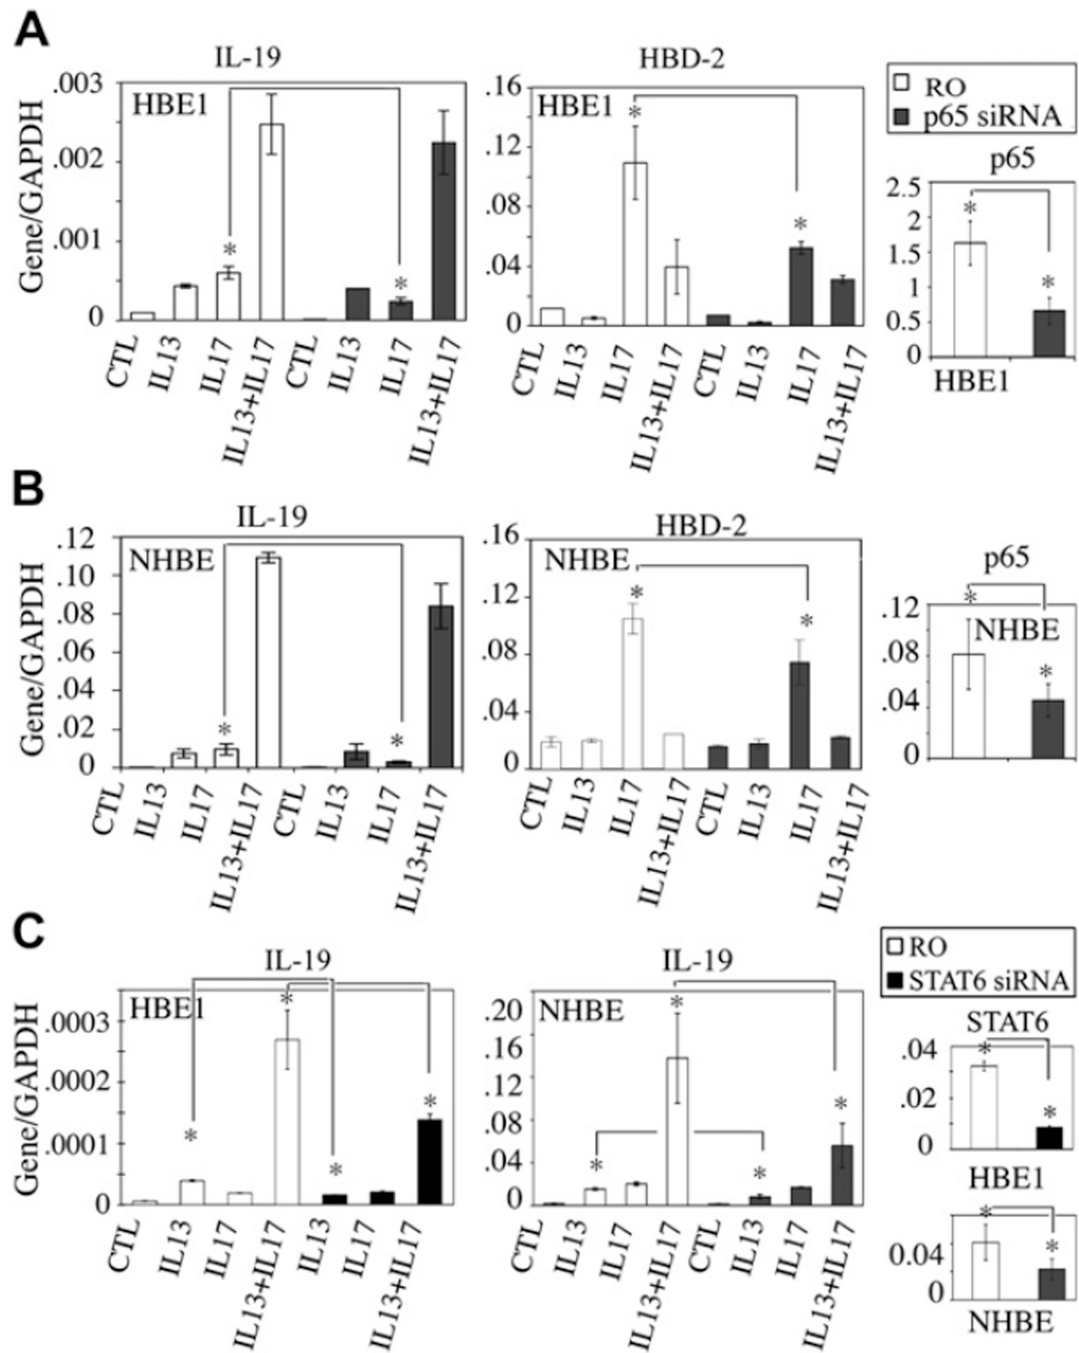 A
IL-19
HBE1
Gene/GAPDH
.003
.002
.001
0
CTL
IL13
IL17
IL13+IL17
CTL
IL13
IL17
IL13+IL17
*
*
HBD-2
HBE1
.16
.12
.08
.04
0
CTL
IL13
IL17
IL13+IL17
CTL
IL13
IL17
IL13+IL17
*
*
RO
p65 siRNA
p65
2.5
2
1.5
1
0.5
0
*
*
HBE1
B
IL-19
NHBE
Gene/GAPDH
.12
.10
.08
.06
.04
.02
0
CTL
IL13
IL17
IL13+IL17
CTL
IL13
IL17
IL13+IL17
*
*
HBD-2
NHBE
.16
.12
.08
.04
0
CTL
IL13
IL17
IL13+IL17
CTL
IL13
IL17
IL13+IL17
*
*
p65
NHBE
.12
.08
.04
0
*
*
C
IL-19
HBE1
Gene/GAPDH
.0003
.0002
.0001
0
CTL
IL13
IL17
IL13+IL17
IL13
IL17
IL13+IL17
*
*
*
*
IL-19
NHBE
.20
.16
.12
.08
.04
0
CTL
IL13
IL17
IL13+IL17
CTL
IL13
IL17
IL13+IL17
*
*
*
*
RO
STAT6 siRNA
STAT6
.04
.02
0
*
*
HBE1
0.04
0
*
*
NHBE